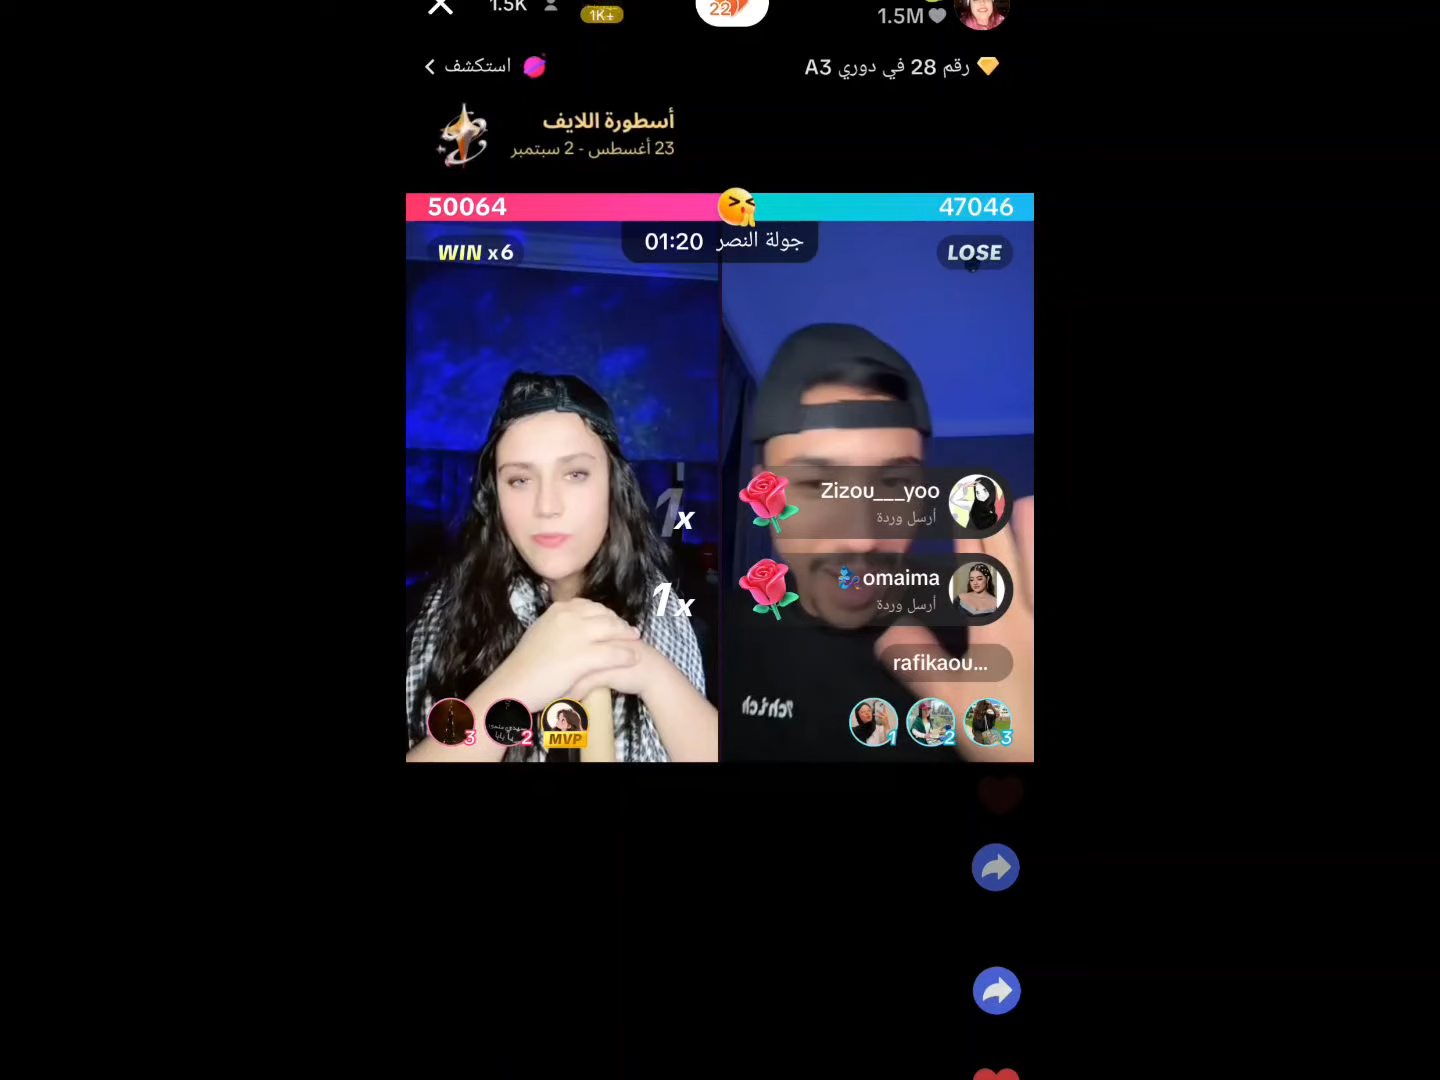 1.5K
1K+
22
1.5M
استكشف
رقم 28 في دوري A3
أسطورة اللايف
23 أغسطس - 2 سبتمبر
50064
47046
WIN x6
01:20 جولة النصر
LOSE
Zizou___yoo
أرسل وردة
1x
omaima
أرسل وردة
1x
rafikaou...
3
2
MVP
1
2
3